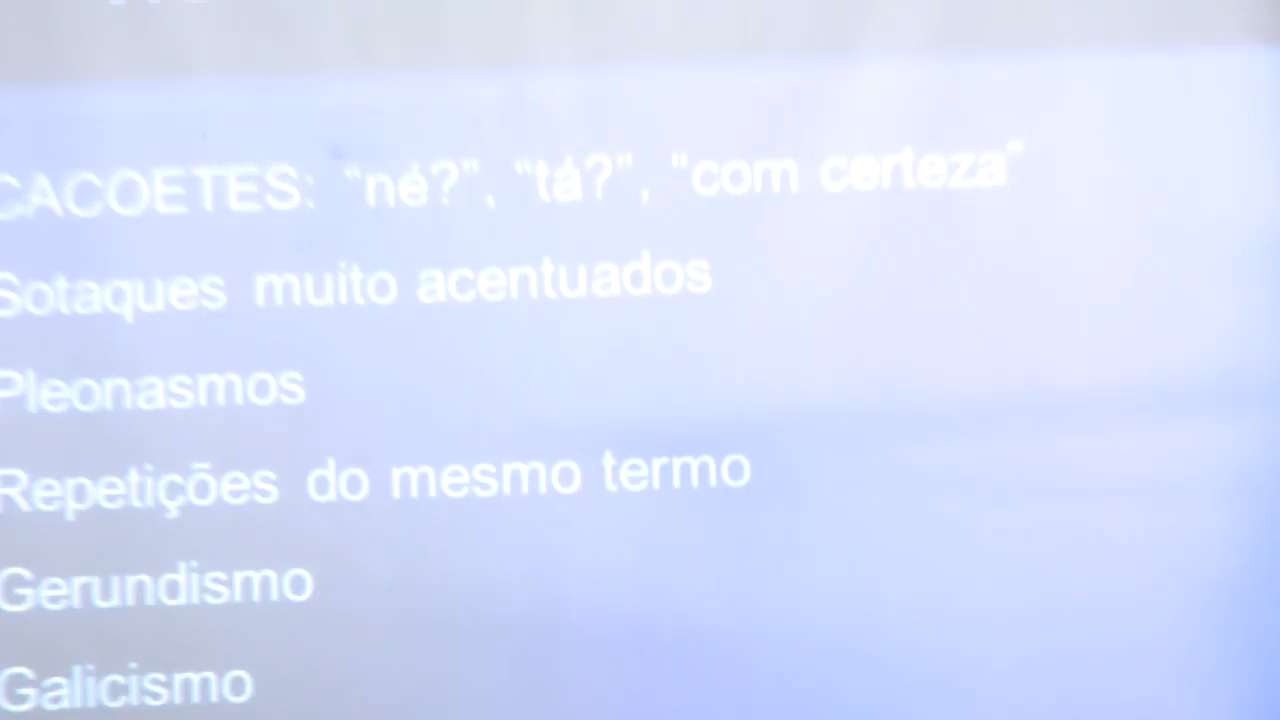 CACOETES: “né?”, “tá?”, “com certeza”
Sotaques muito acentuados
Pleonasmos
Repetições do mesmo termo
Gerundismo
Galicismo